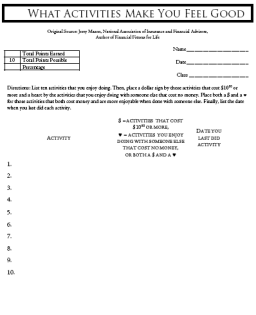 WHAT ACTIVITIES MAKE YOU FEEL GOOD
Original Source: Jerry Mason, National Association of Insurance and Financial Advisors,
Author of Financial Fitness for Life
Name
Total Points Earned
10 Total Points Possible
Percentage
Date
Class
Directions: List ten activities that you enjoy doing. Then, place a dollar sign by those activities that cost $10⁰⁰ or
more and a heart by the activities that you enjoy doing with someone else that cost no money. Place both a $ and a ♥
for those activities that both cost money and are more enjoyable when done with someone else. Finally, list the date
when you last did each activity.
ACTIVITY
$ = ACTIVITIES THAT COST
$10⁰⁰ OR MORE,
♥ = ACTIVITIES YOU ENJOY
DOING WITH SOMEONE ELSE
THAT COST NO MONEY,
OR BOTH A $ AND A ♥
DATE YOU
LAST DID
ACTIVITY
1.
2.
3.
4.
5.
6.
7.
8.
9.
10.